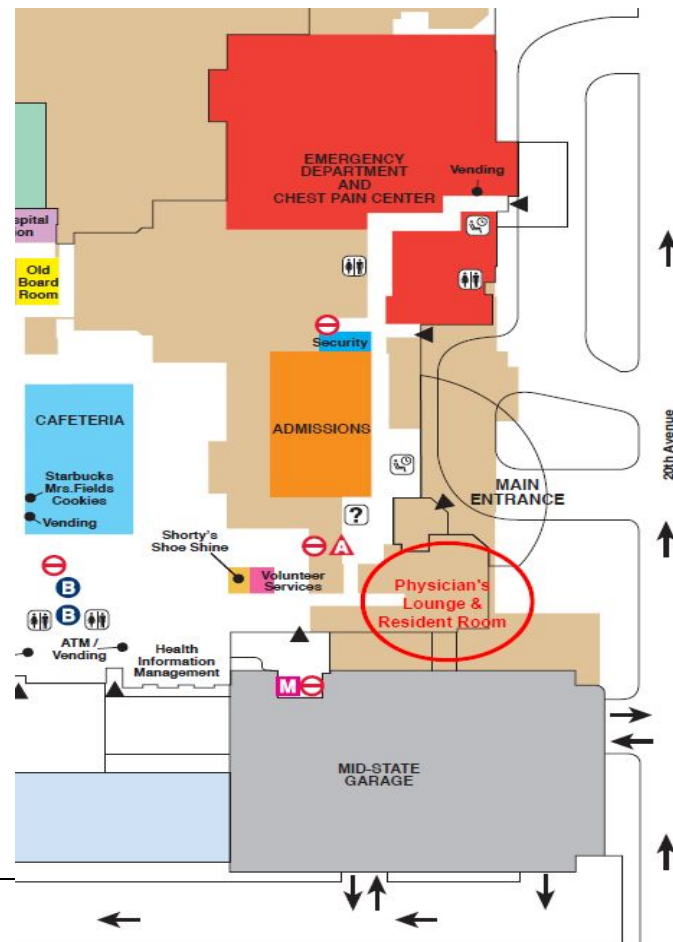 EMERGENCY
DEPARTMENT
AND
CHEST PAIN CENTER
Vending
spital
on
Old
Board
Room
Security
CAFETERIA
ADMISSIONS
20th Avenue
Starbucks
Mrs.Fields
Cookies
Vending
MAIN
ENTRANCE
?
Shorty's
Shoe Shine
A
Volunteer
Services
Physician's
Lounge &
Resident Room
B
B
ATM /
Vending
Health
Information
Management
M
MID-STATE
GARAGE